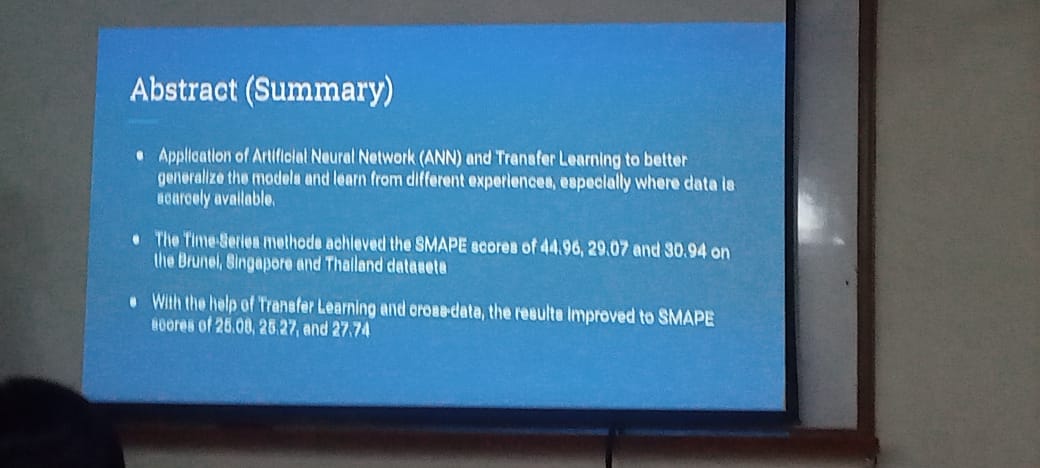 Abstract (Summary)
• Application of Artificial Neural Network (ANN) and Transfer Learning to better
generalize the models and learn from different experiences, especially where data is
scarcely available.
• The Time-Series methods achieved the SMAPE scores of 44.96, 29.07 and 30.94 on
the Brunei, Singapore and Thailand datasets
• With the help of Transfer Learning and cross-data, the results improved to SMAPE
scores of 25.08, 25.27, and 27.74